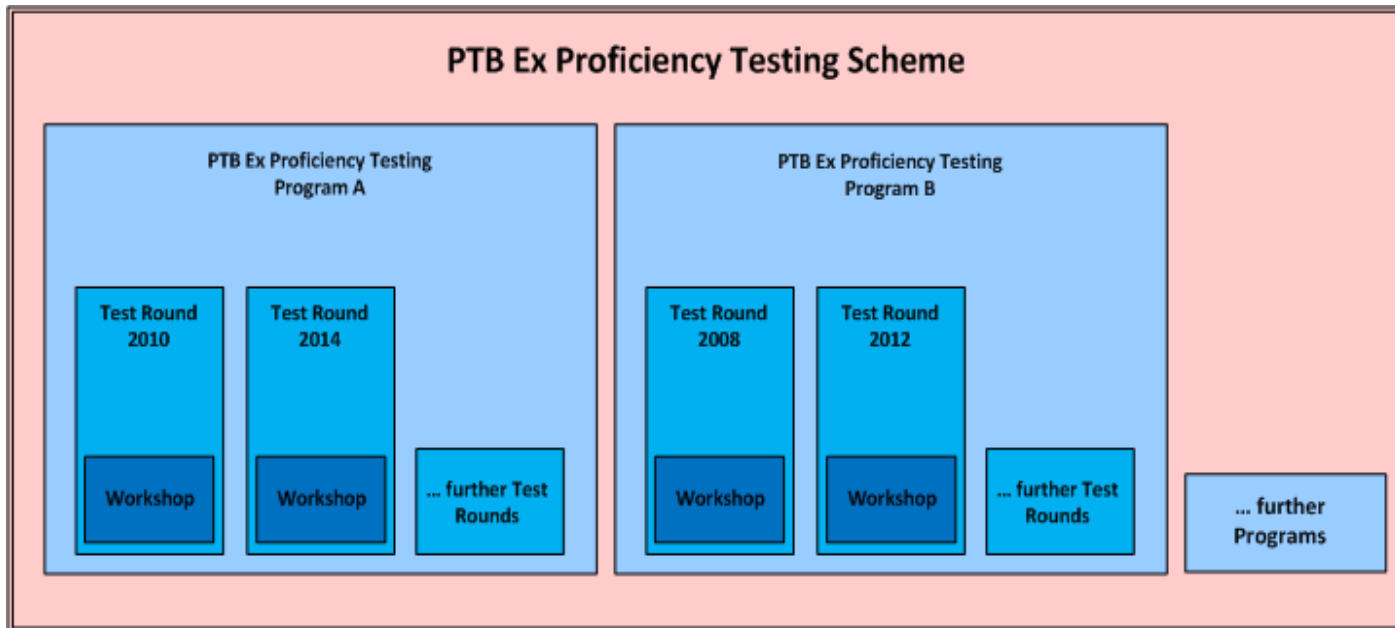 PTB Ex Proficiency Testing Scheme
PTB Ex Proficiency Testing
Program A
Test Round
2010
Workshop
Test Round
2014
Workshop
... further Test
Rounds
PTB Ex Proficiency Testing
Program B
Test Round
2008
Workshop
Test Round
2012
Workshop
... further Test
Rounds
... further
Programs